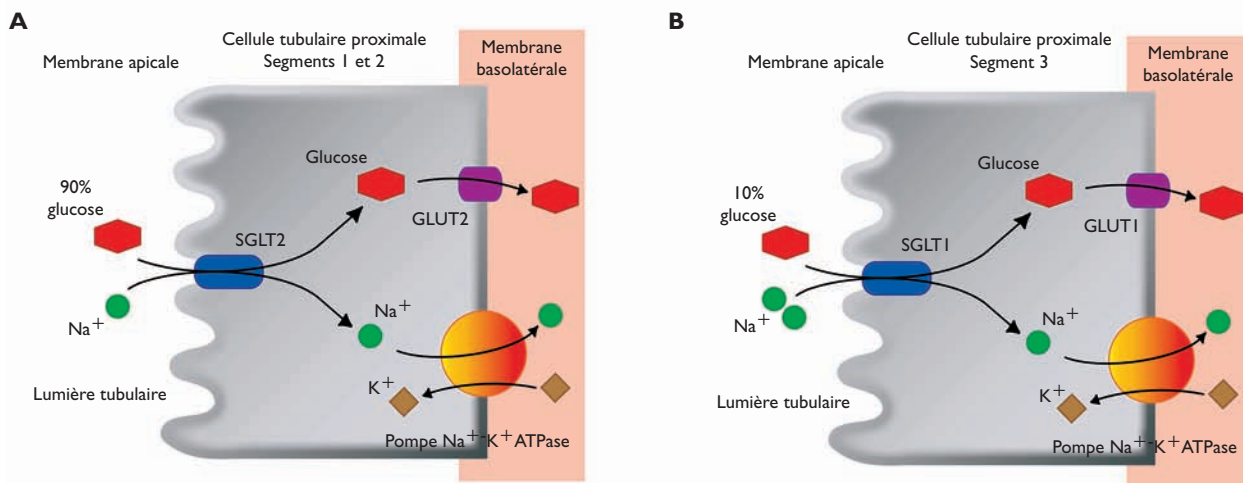 A
Membrane apicale
Cellule tubulaire proximale
Segments 1 et 2
Membrane
basolatérale
90%
glucose
Glucose
GLUT2
SGLT2
Na+
Na+
K+
Lumière tubulaire
Pompe Na+-K+ATPase
B
Membrane apicale
Cellule tubulaire proximale
Segment 3
Membrane
basolatérale
10%
glucose
Glucose
GLUT1
SGLT1
Na+
Na+
K+
Lumière tubulaire
Pompe Na+-K+ATPase